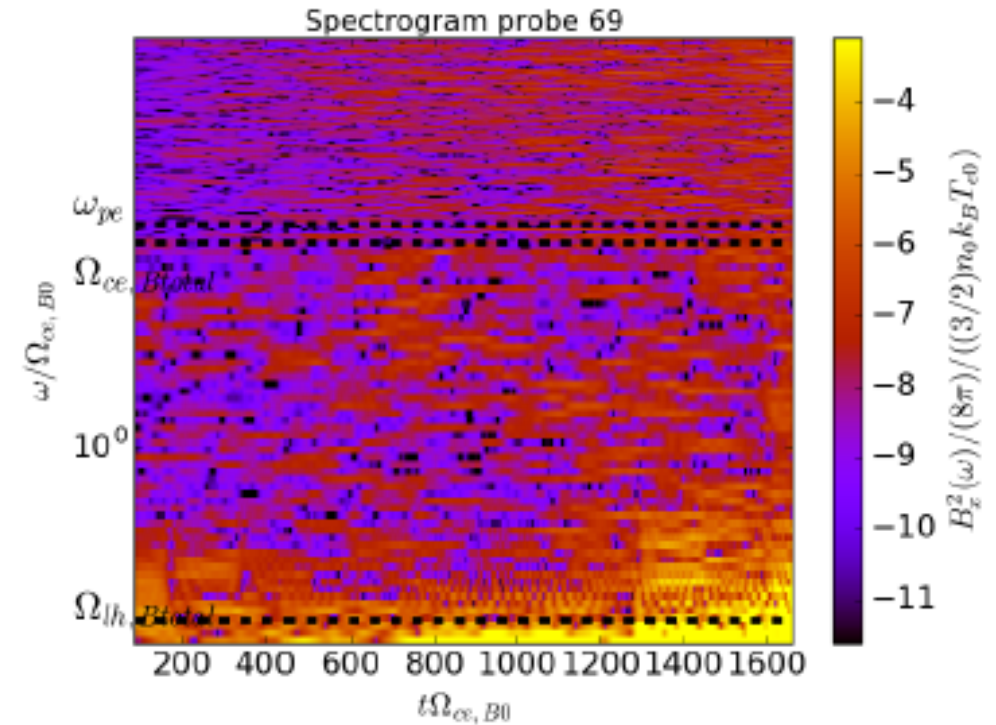 Spectrogram probe 69
ω_pe
Ω_ce, Btotal
10^0
Ω_lh, Btotal
ω/Ω_ce, B0
200 400 600 800 1000 1200 1400 1600
tΩ_ce, B0
−4
−5
−6
−7
−8
−9
−10
−11
B_x^2(ω)/(8π)/((3/2)n_0k_BT_e0)